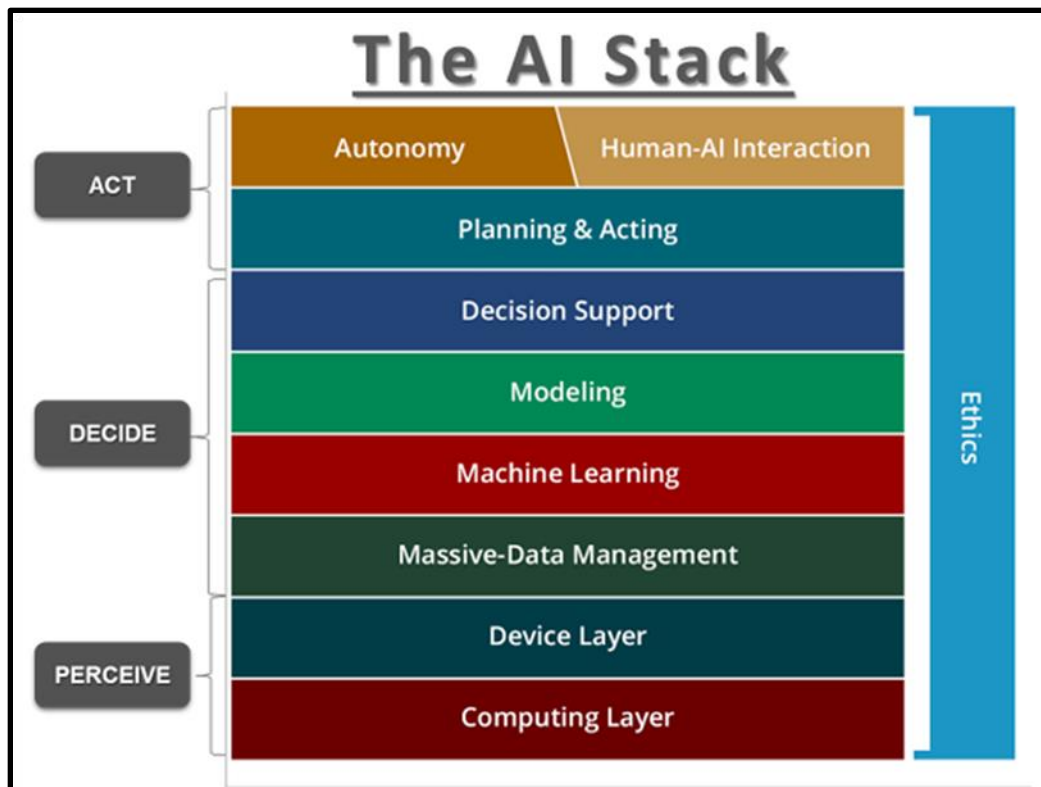 The AI Stack
ACT
Autonomy
Human-AI Interaction
Planning & Acting
DECIDE
Decision Support
Modeling
Machine Learning
Massive-Data Management
PERCEIVE
Device Layer
Computing Layer
Ethics